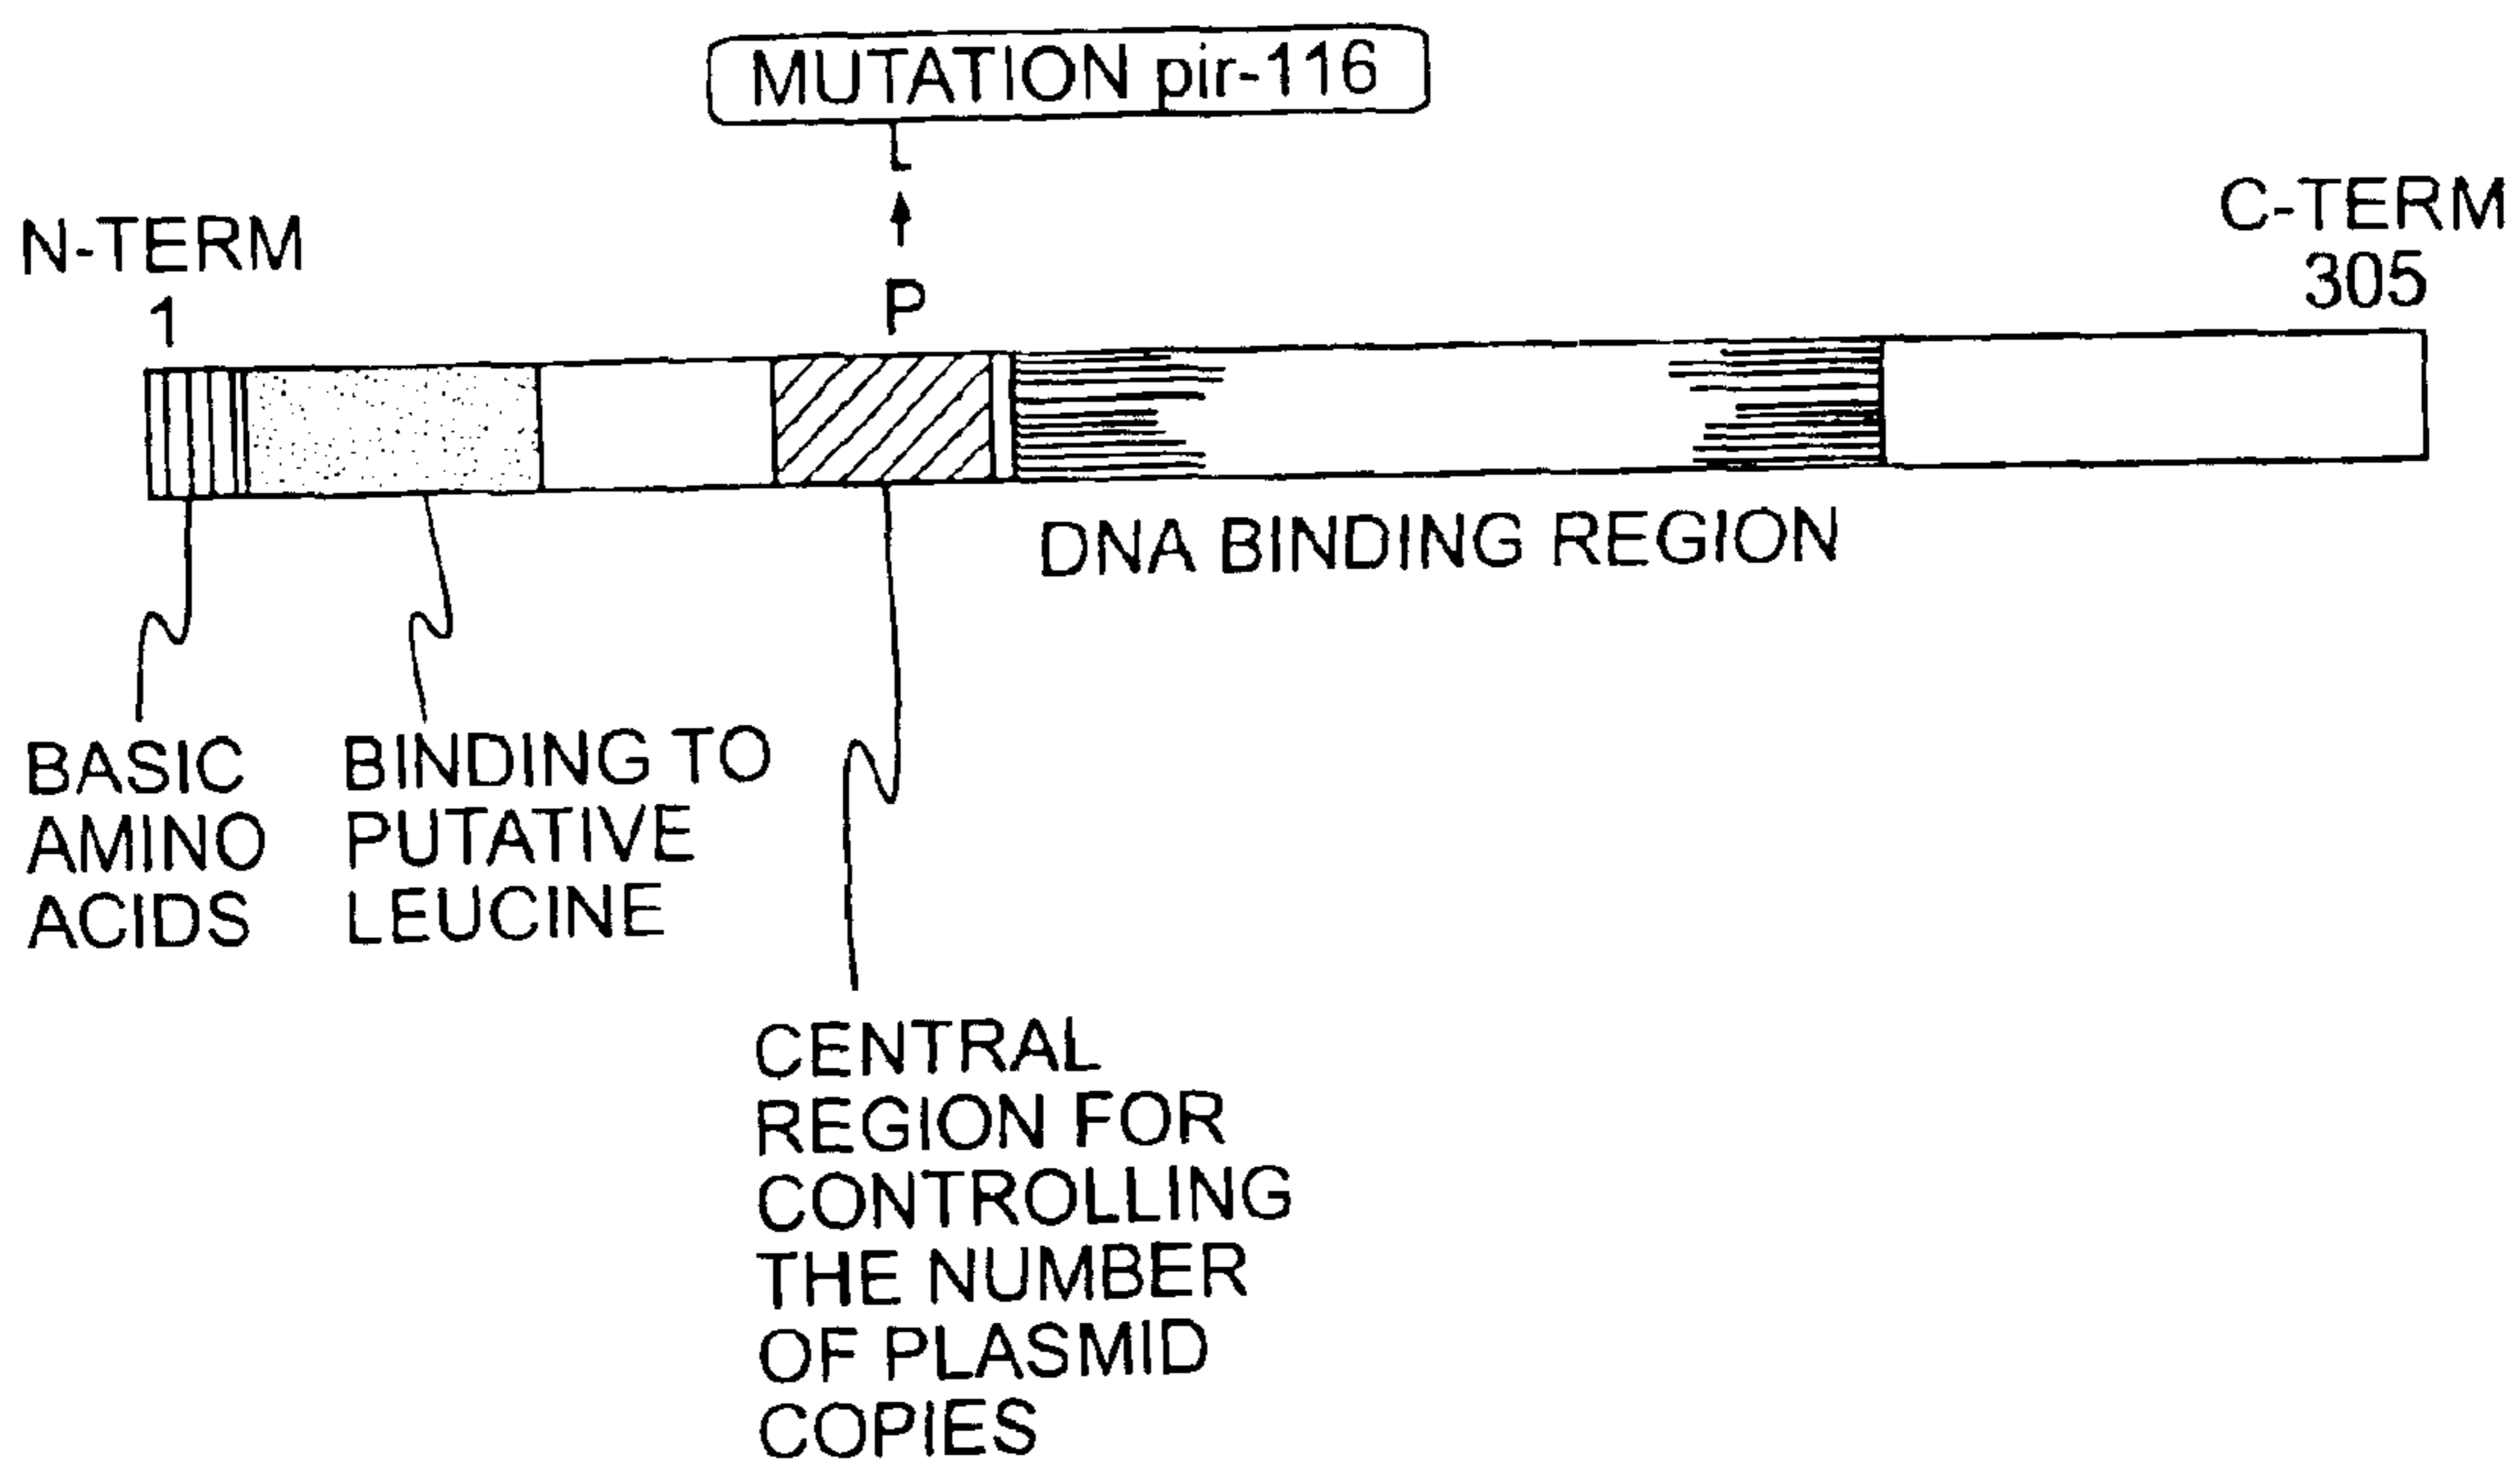 MUTATION pir-116
L
P
N-TERM
1
C-TERM
305
DNA BINDING REGION
BASIC
AMINO
ACIDS
BINDING TO
PUTATIVE
LEUCINE
CENTRAL
REGION FOR
CONTROLLING
THE NUMBER
OF PLASMID
COPIES